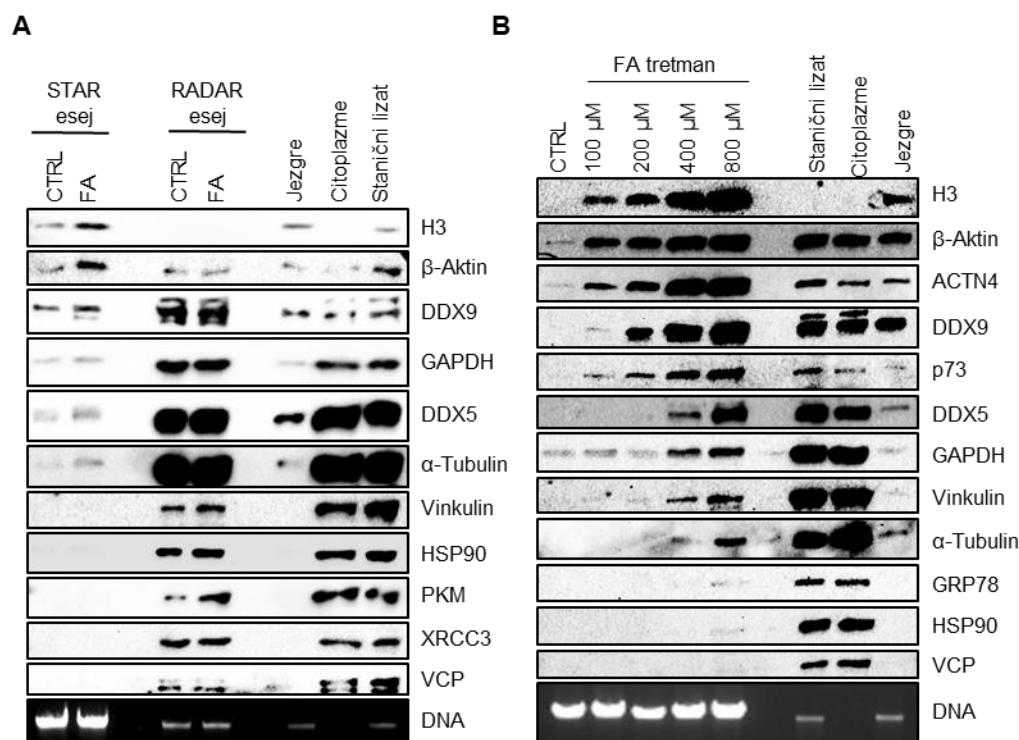 A
STAR
esej
RADAR
esej
CTRL
FA
CTRL
FA
Jezgre
Citoplazme
Stanični lizat
H3
β-Aktin
DDX9
GAPDH
DDX5
α-Tubulin
Vinkulin
HSP90
PKM
XRCC3
VCP
DNA
B
FA tretman
CTRL
100 µM
200 µM
400 µM
800 µM
Stanični lizat
Citoplazme
Jezgre
H3
β-Aktin
ACTN4
DDX9
p73
DDX5
GAPDH
Vinkulin
α-Tubulin
GRP78
HSP90
VCP
DNA